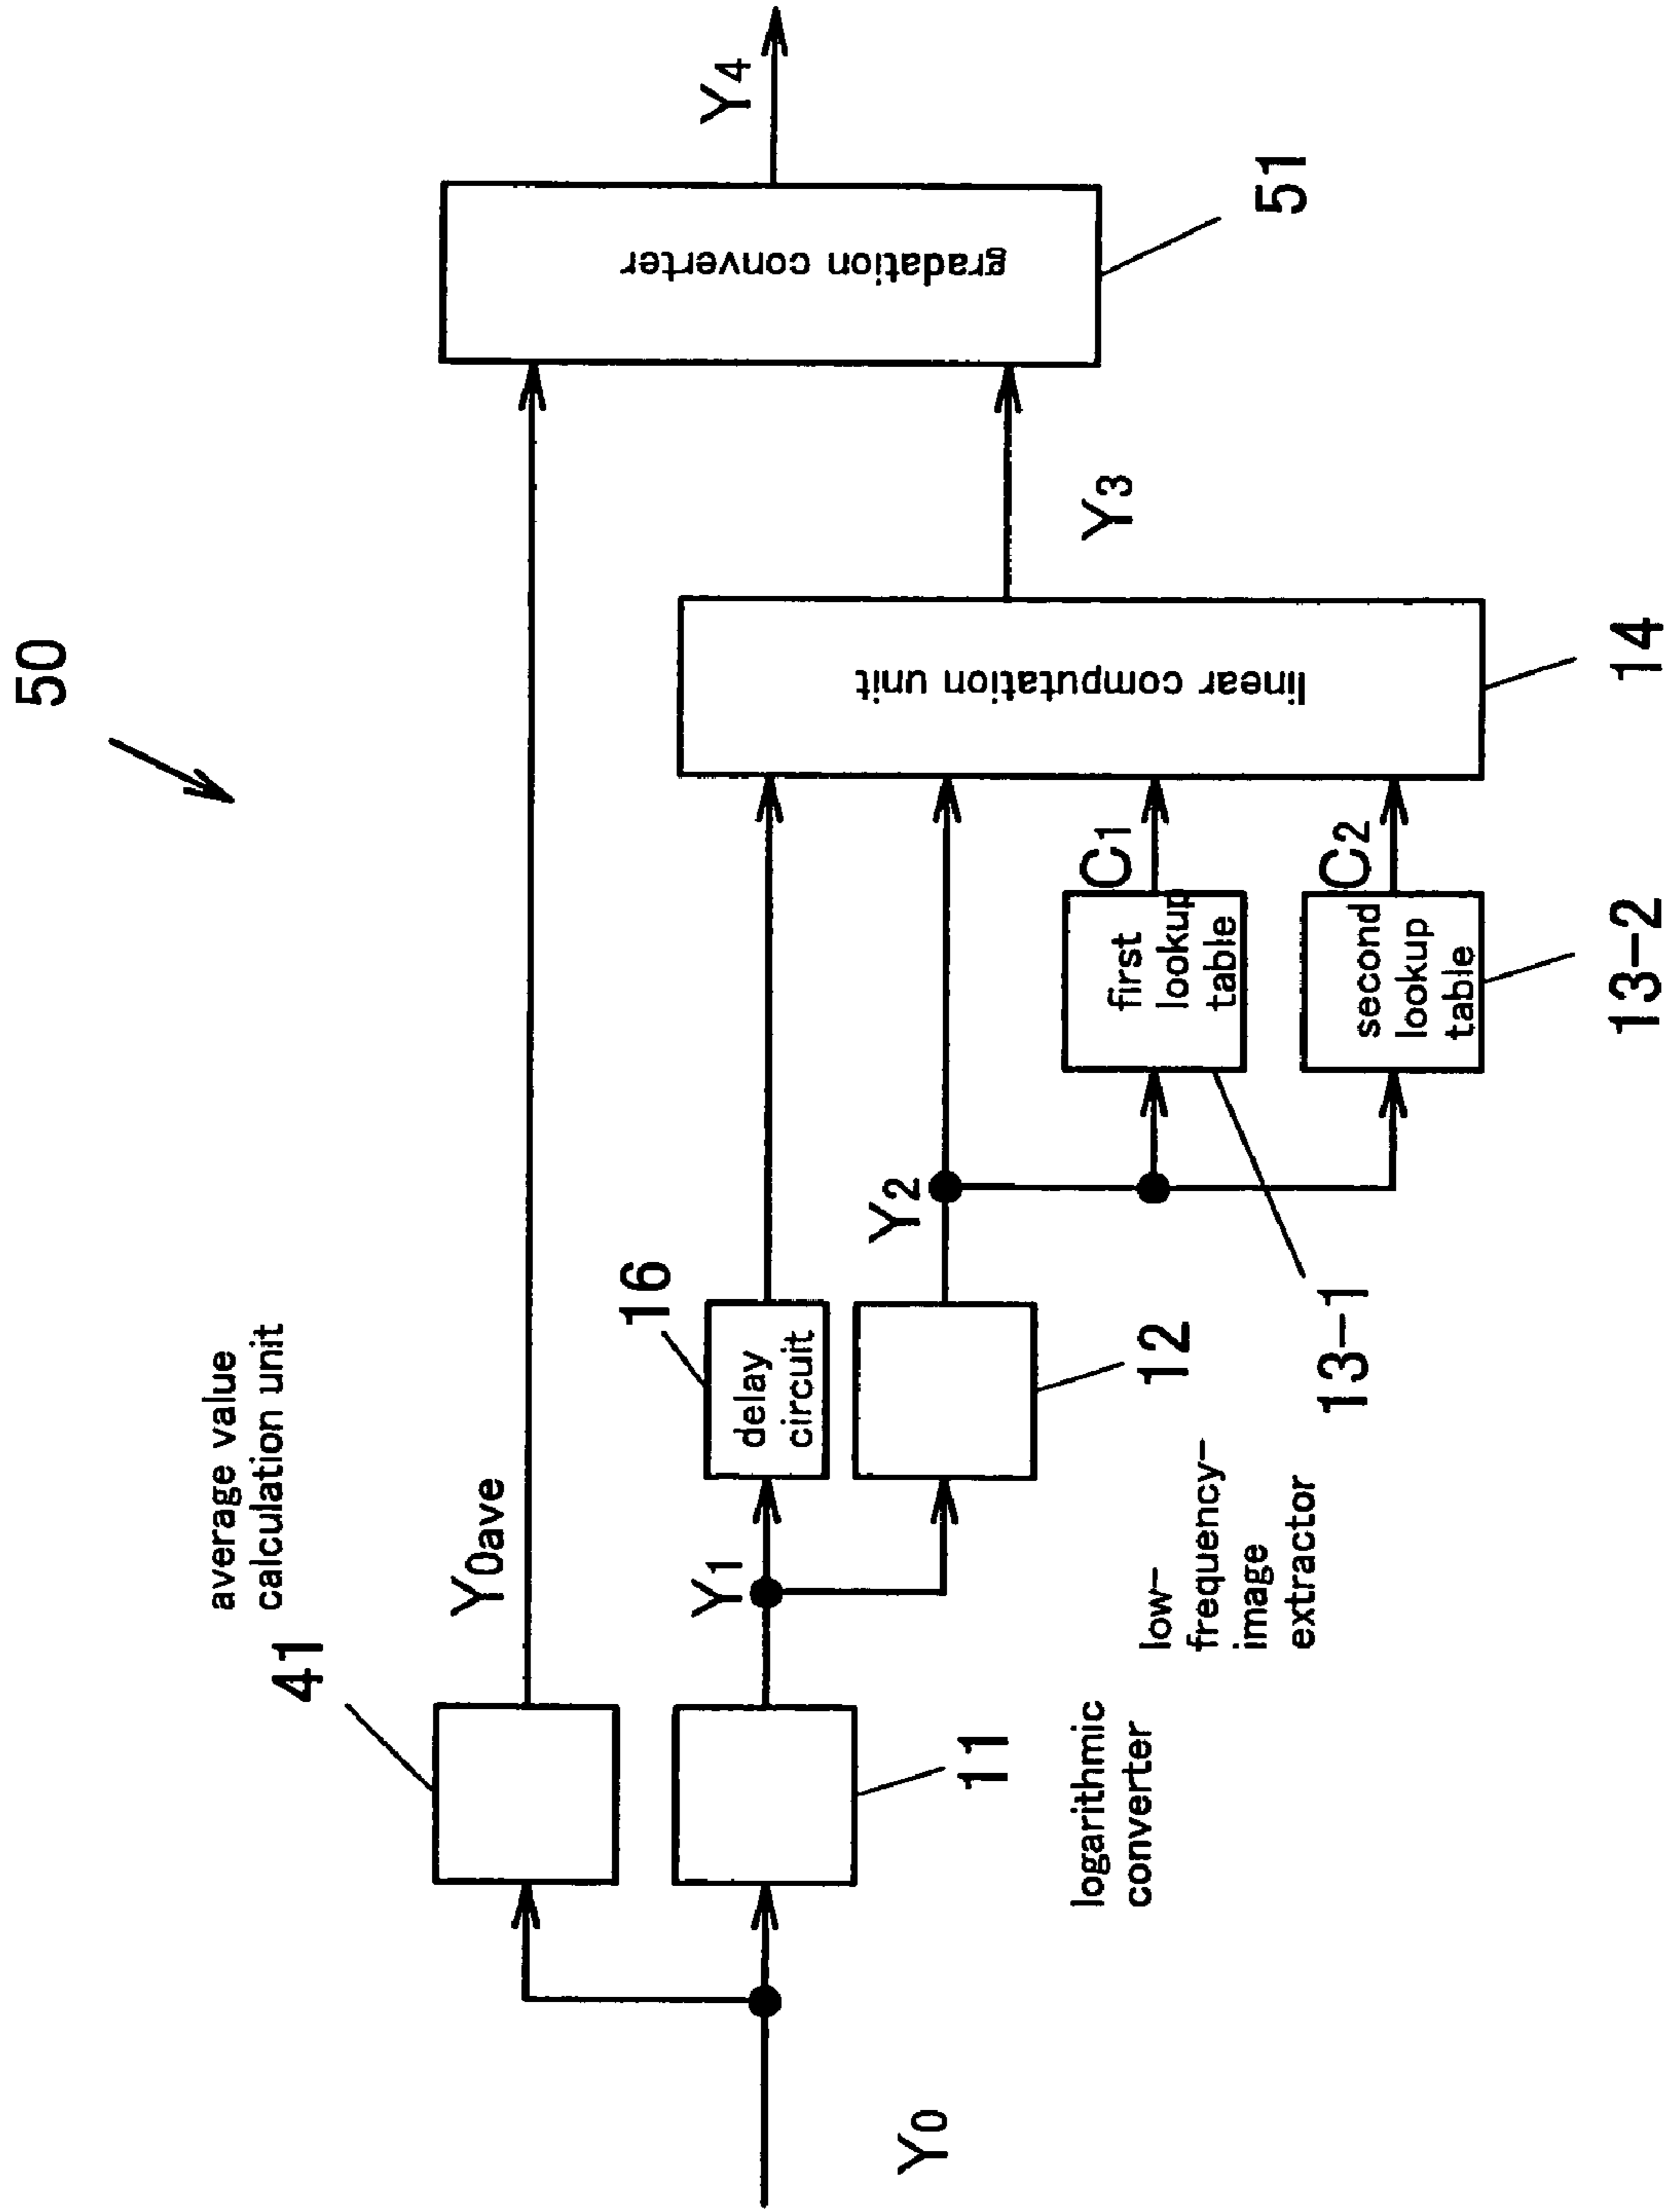 50
average value
calculation unit
41
Y0ave
Y4
gradation converter
51
16
delay
circuit
Y1
Y2
Y3
linear computation unit
14
C1
first
lookup
table
C2
second
lookup
table
13-2
13-1
12
low-
frequency-
image
extractor
11
logarithmic
converter
Y0